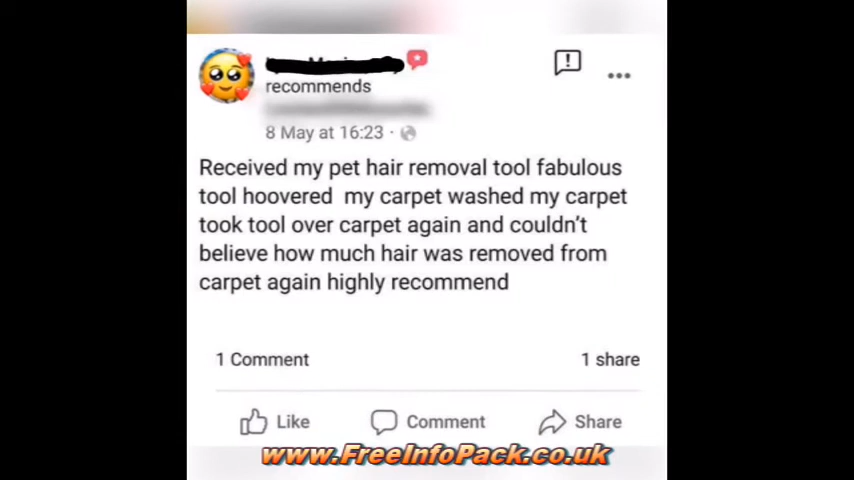 recommends
8 May at 16:23
Received my pet hair removal tool fabulous
tool hoovered my carpet washed my carpet
took tool over carpet again and couldn't
believe how much hair was removed from
carpet again highly recommend
1 Comment
1 share
Like
Comment
Share
www.FreeInfoPack.co.uk